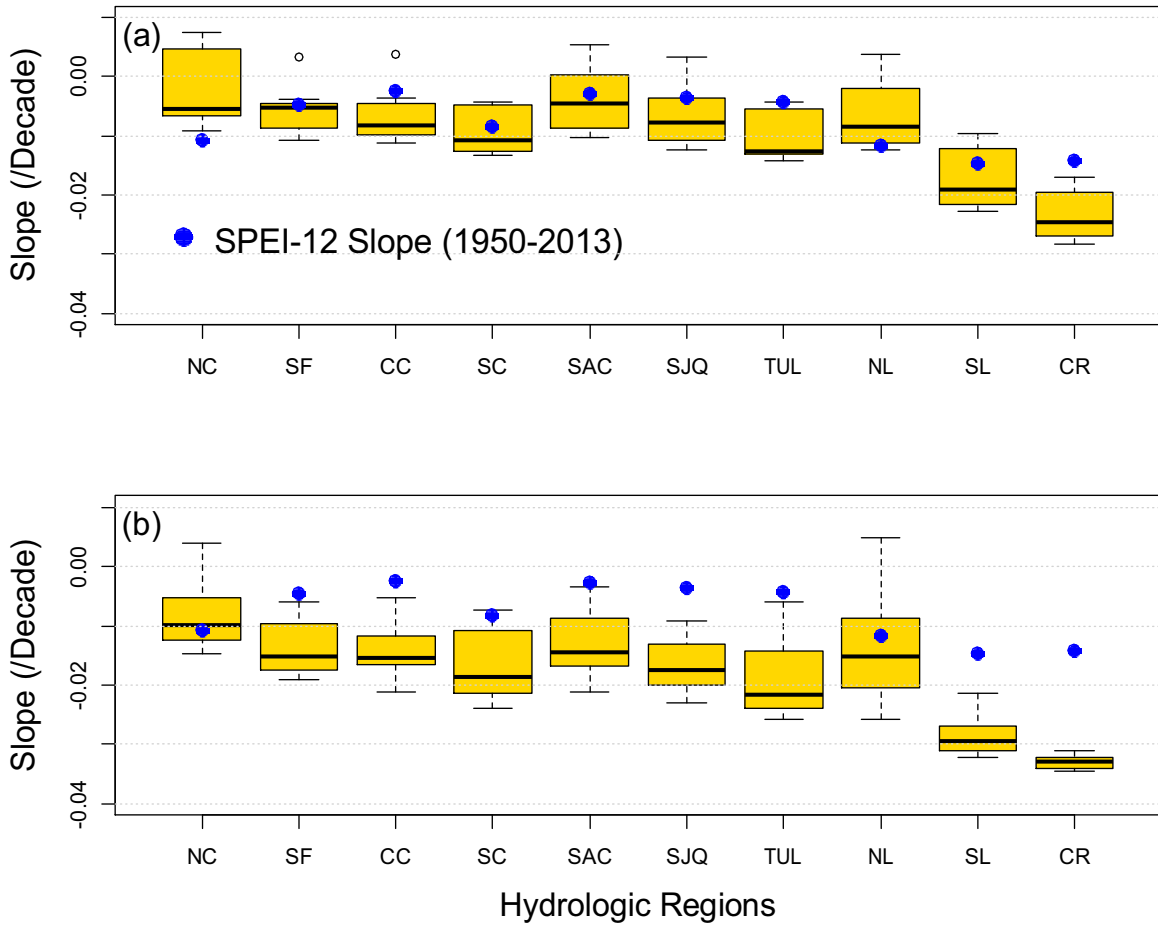 (a)
Slope (/Decade)
0.00
-0.02
-0.04
SPEI-12 Slope (1950-2013)
NC SF CC SC SAC SJQ TUL NL SL CR
(b)
Slope (/Decade)
0.00
-0.02
-0.04
NC SF CC SC SAC SJQ TUL NL SL CR
Hydrologic Regions